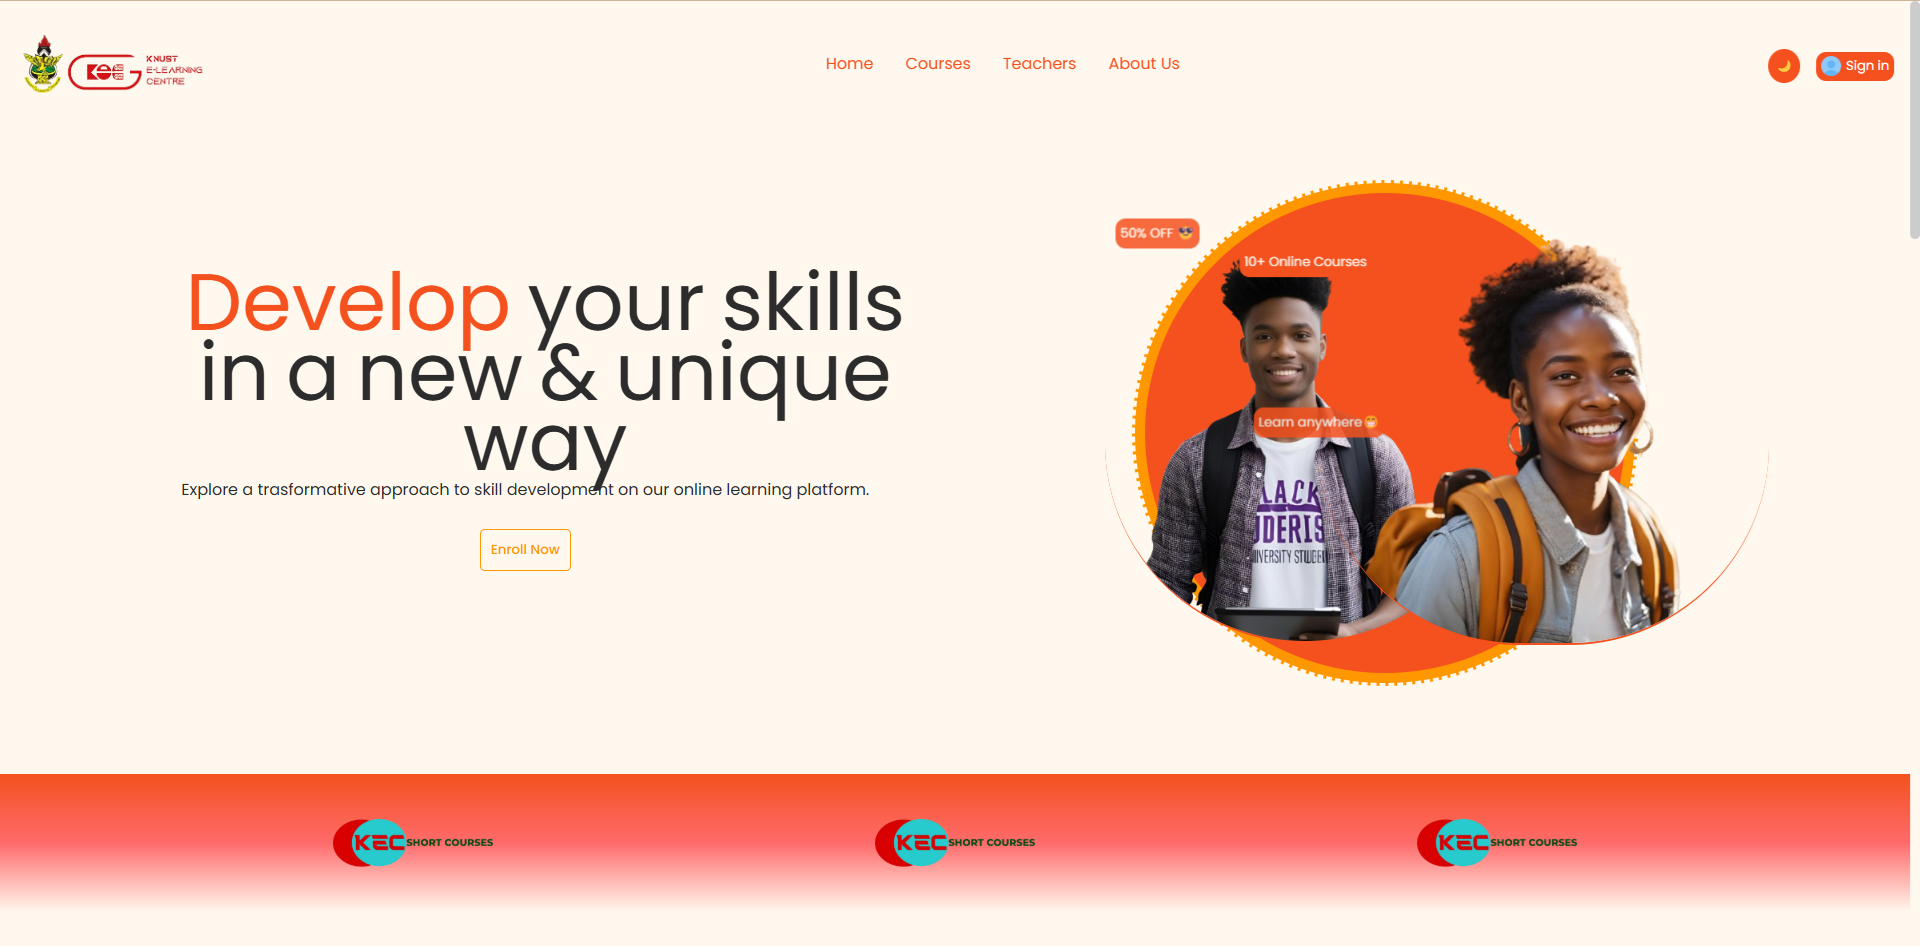 KNUST
E-LEARNING
CENTRE
Home
Courses
Teachers
About Us
Sign in
50% OFF 😎
10+ Online Courses
Develop your skills
in a new & unique
way
Learn anywhere😁
Explore a trasformative approach to skill development on our online learning platform.
Enroll Now
KEC SHORT COURSES
KEC SHORT COURSES
KEC SHORT COURSES